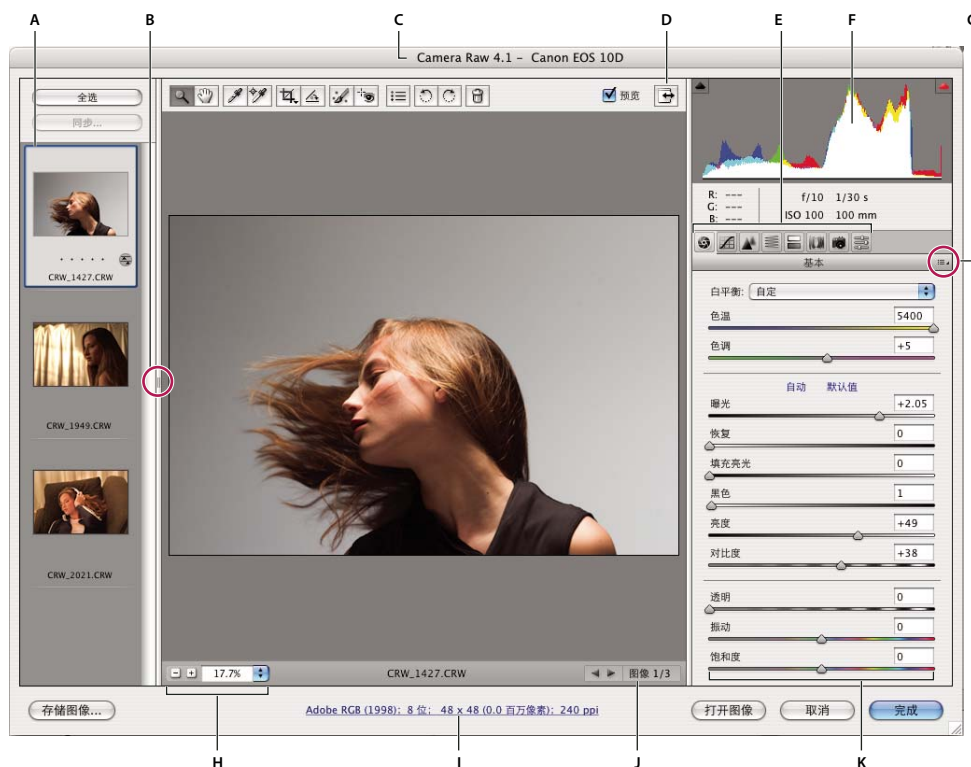 A B C D E F
Camera Raw 4.1 – Canon EOS 10D
全选
同步...
预览
CRW_1427.CRW
CRW_1949.CRW
CRW_2021.CRW
R: ---
G: ---
B: ---
f/10 1/30 s
ISO 100 100 mm
基本
白平衡: 自定
色温 5400
色调 +5
自动 默认值
曝光 +2.05
恢复 0
填充亮光 0
黑色 1
亮度 +49
对比度 +38
透明 0
振动 0
饱和度 0
17.7%
CRW_1427.CRW
图像 1/3
存储图像...
Adobe RGB (1998); 8 位; 48 x 48 (0.0 百万像素); 240 ppi
打开图像
取消
完成
H I J K